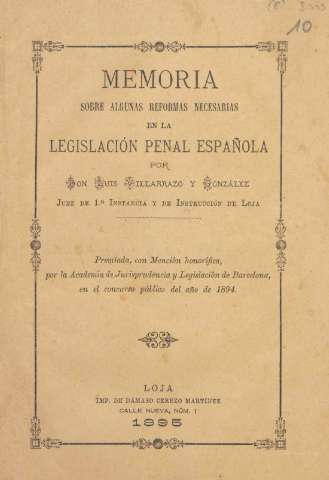 10
MEMORIA
SOBRE ALGUNAS REFORMAS NECESARIAS
EN LA
LEGISLACIÓN PENAL ESPAÑOLA
POR
DON LUIS VILLARRAZO Y GONZÁLEZ
JUEZ DE 1.ª INSTANCIA Y DE INSTRUCCIÓN DE LOJA
Premiada, con Mención honorífica,
por la Academia de Jurisprudencia y Legislación de Barcelona,
en el concurso público del año de 1894.
LOJA
IMP. DE DÁMASO CEREZO MARTÍNEZ
CALLE NUEVA, NÚM. 1
1895